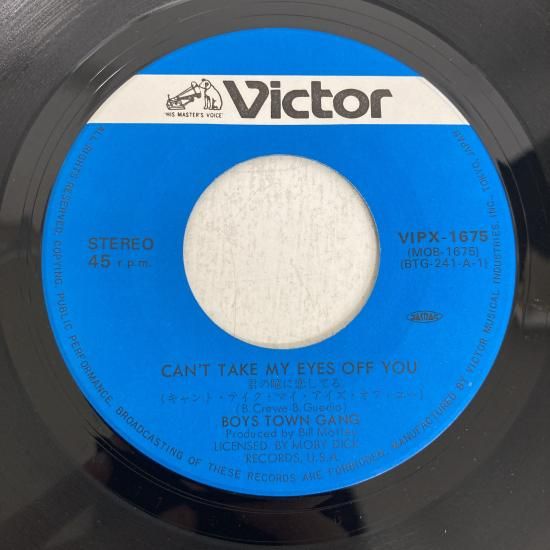 "HIS MASTER'S VOICE"
Victor
STEREO
45 r.p.m.
VIPX-1675
(MOB-1675)
(BTG-241-A-1)
JASRAC
CAN'T TAKE MY EYES OFF YOU
君の瞳に恋してる
(キャント・テイク・マイ・アイズ・オフ・ユー)
(B.Crewe B.Guadio)
BOYS TOWN GANG
Produced by Bill Motley
LICENSED BY MOBY DICK
RECORDS, U.S.A.
ALL RIGHTS RESERVED. COPYING, PUBLIC PERFORMANCE, BROADCASTING OF THESE RECORDS ARE FORBIDDEN. MANUFACTURED BY VICTOR MUSICAL INDUSTRIES, INC., TOKYO, JAPAN